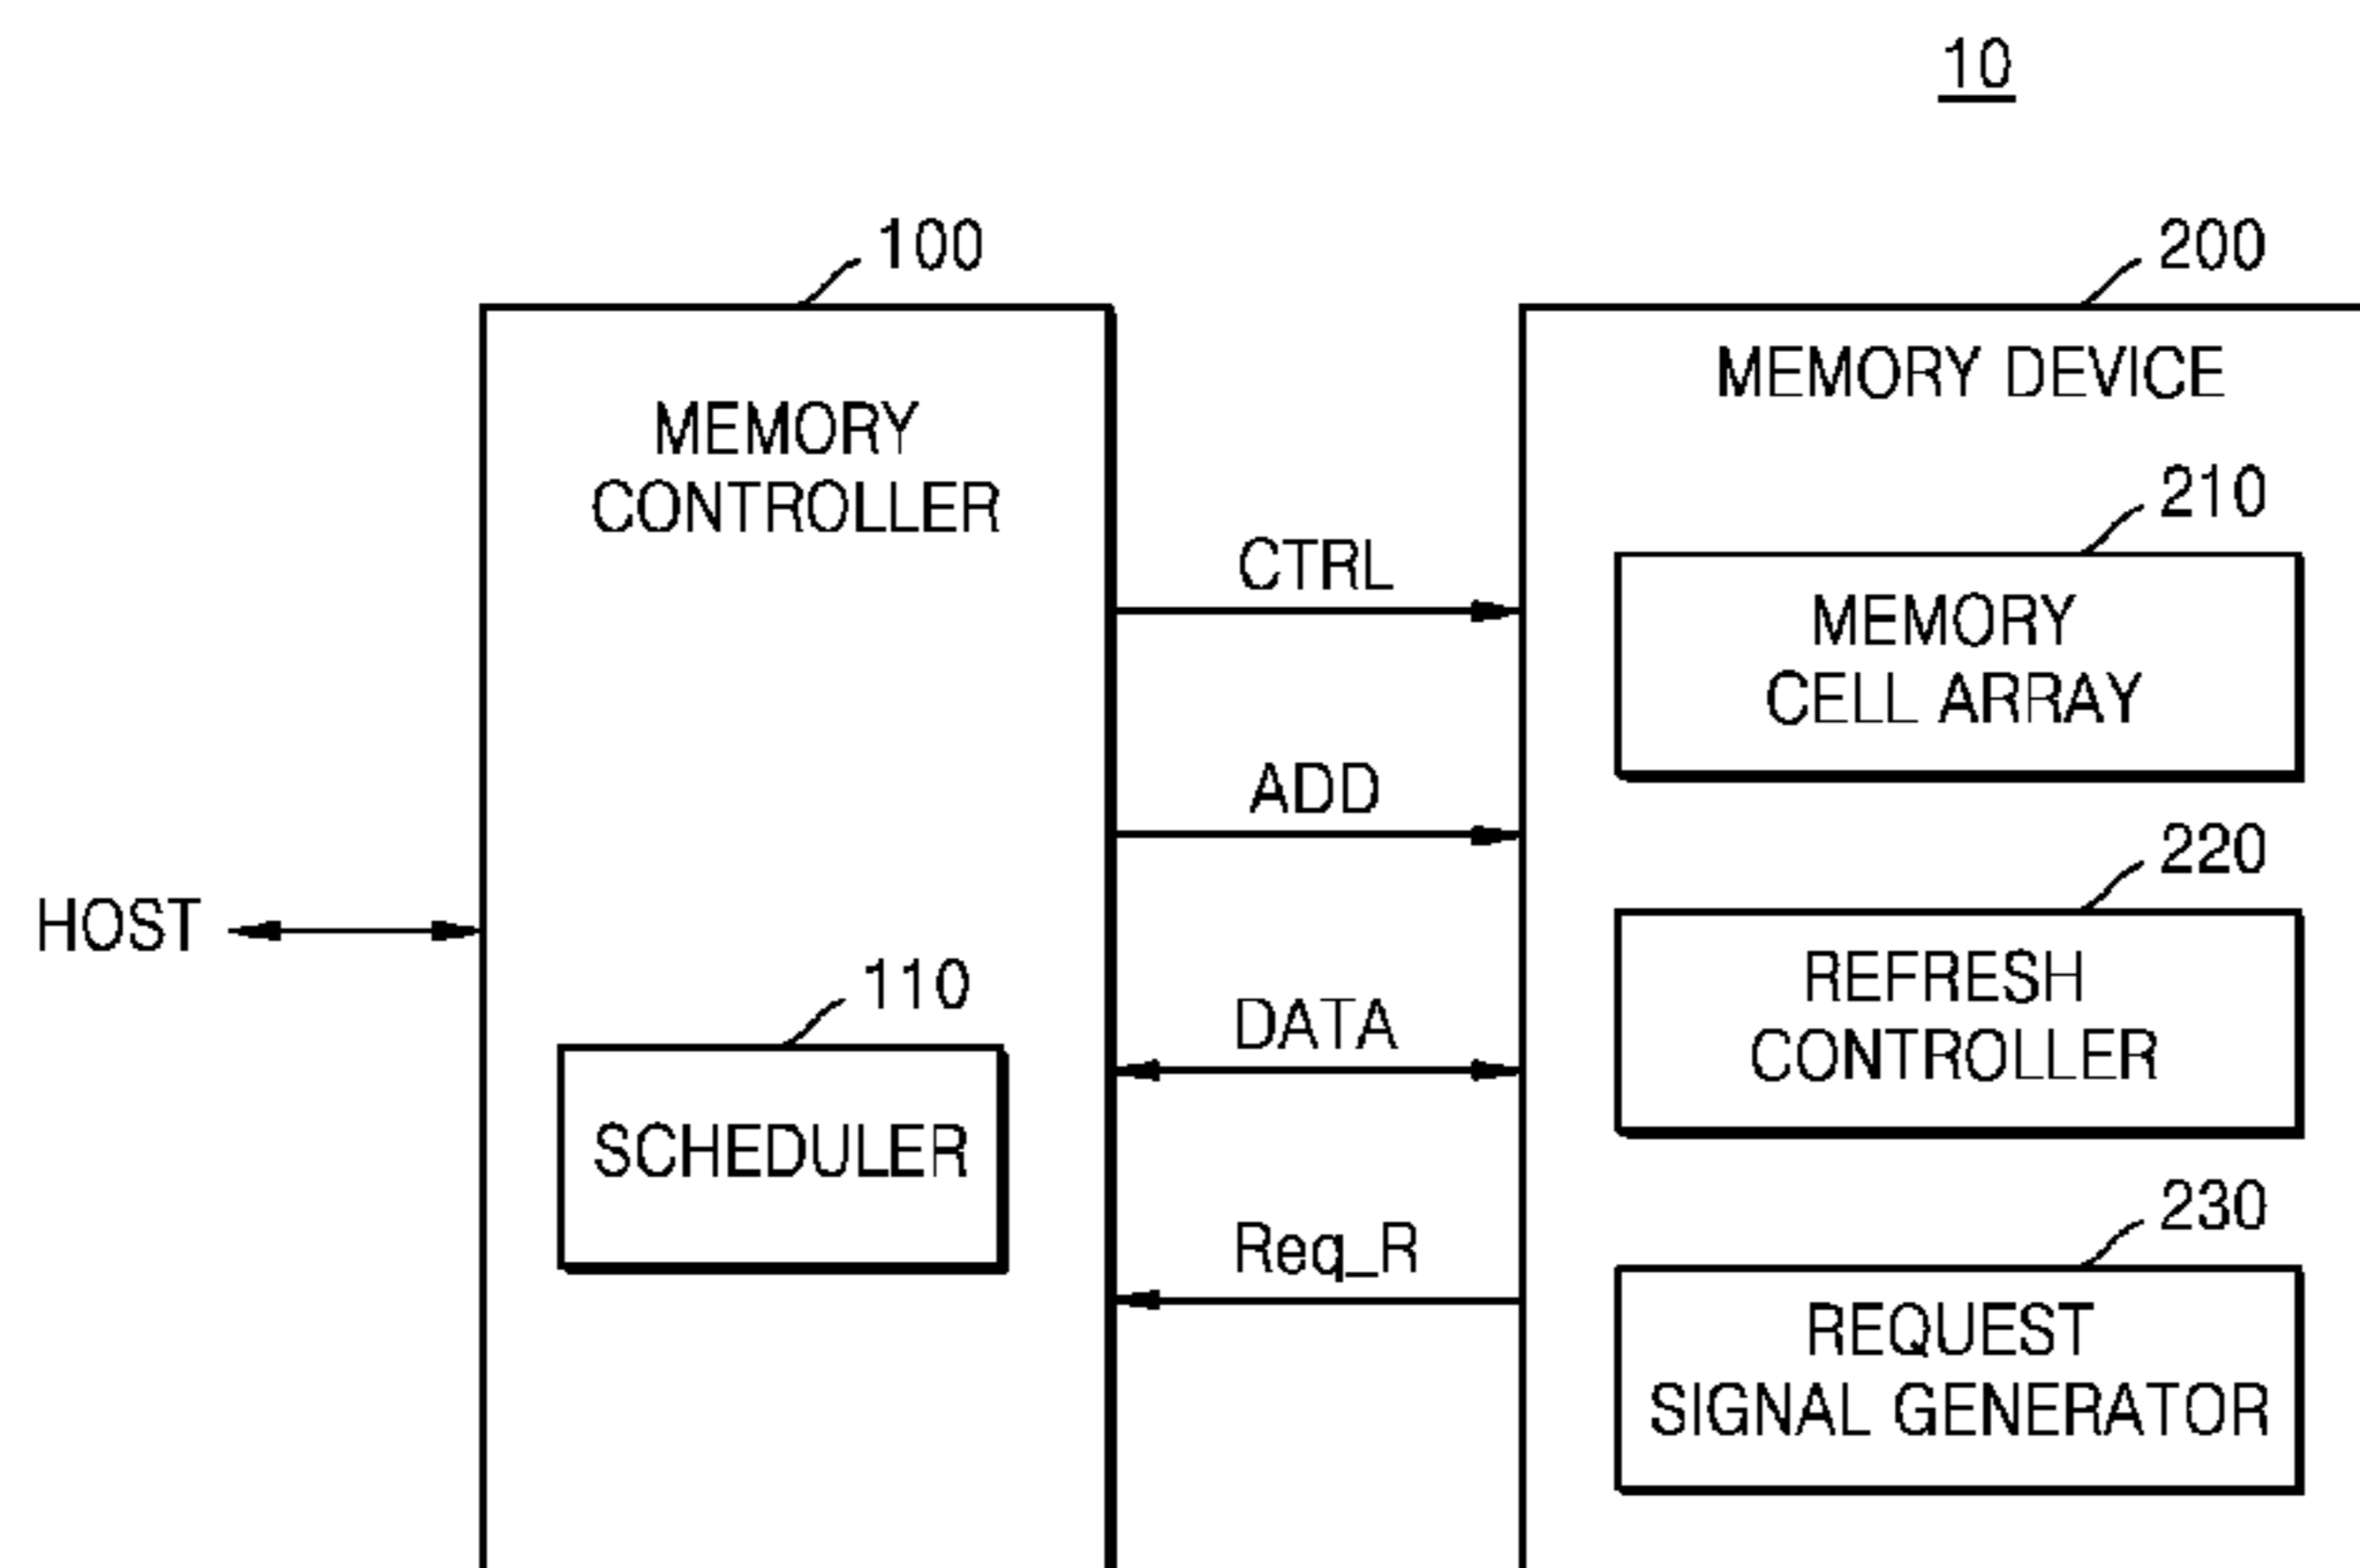 10
100
200
MEMORY
CONTROLLER
MEMORY DEVICE
210
CTRL
MEMORY
CELL ARRAY
ADD
220
HOST
REFRESH
CONTROLLER
110
DATA
SCHEDULER
230
Req_R
REQUEST
SIGNAL GENERATOR